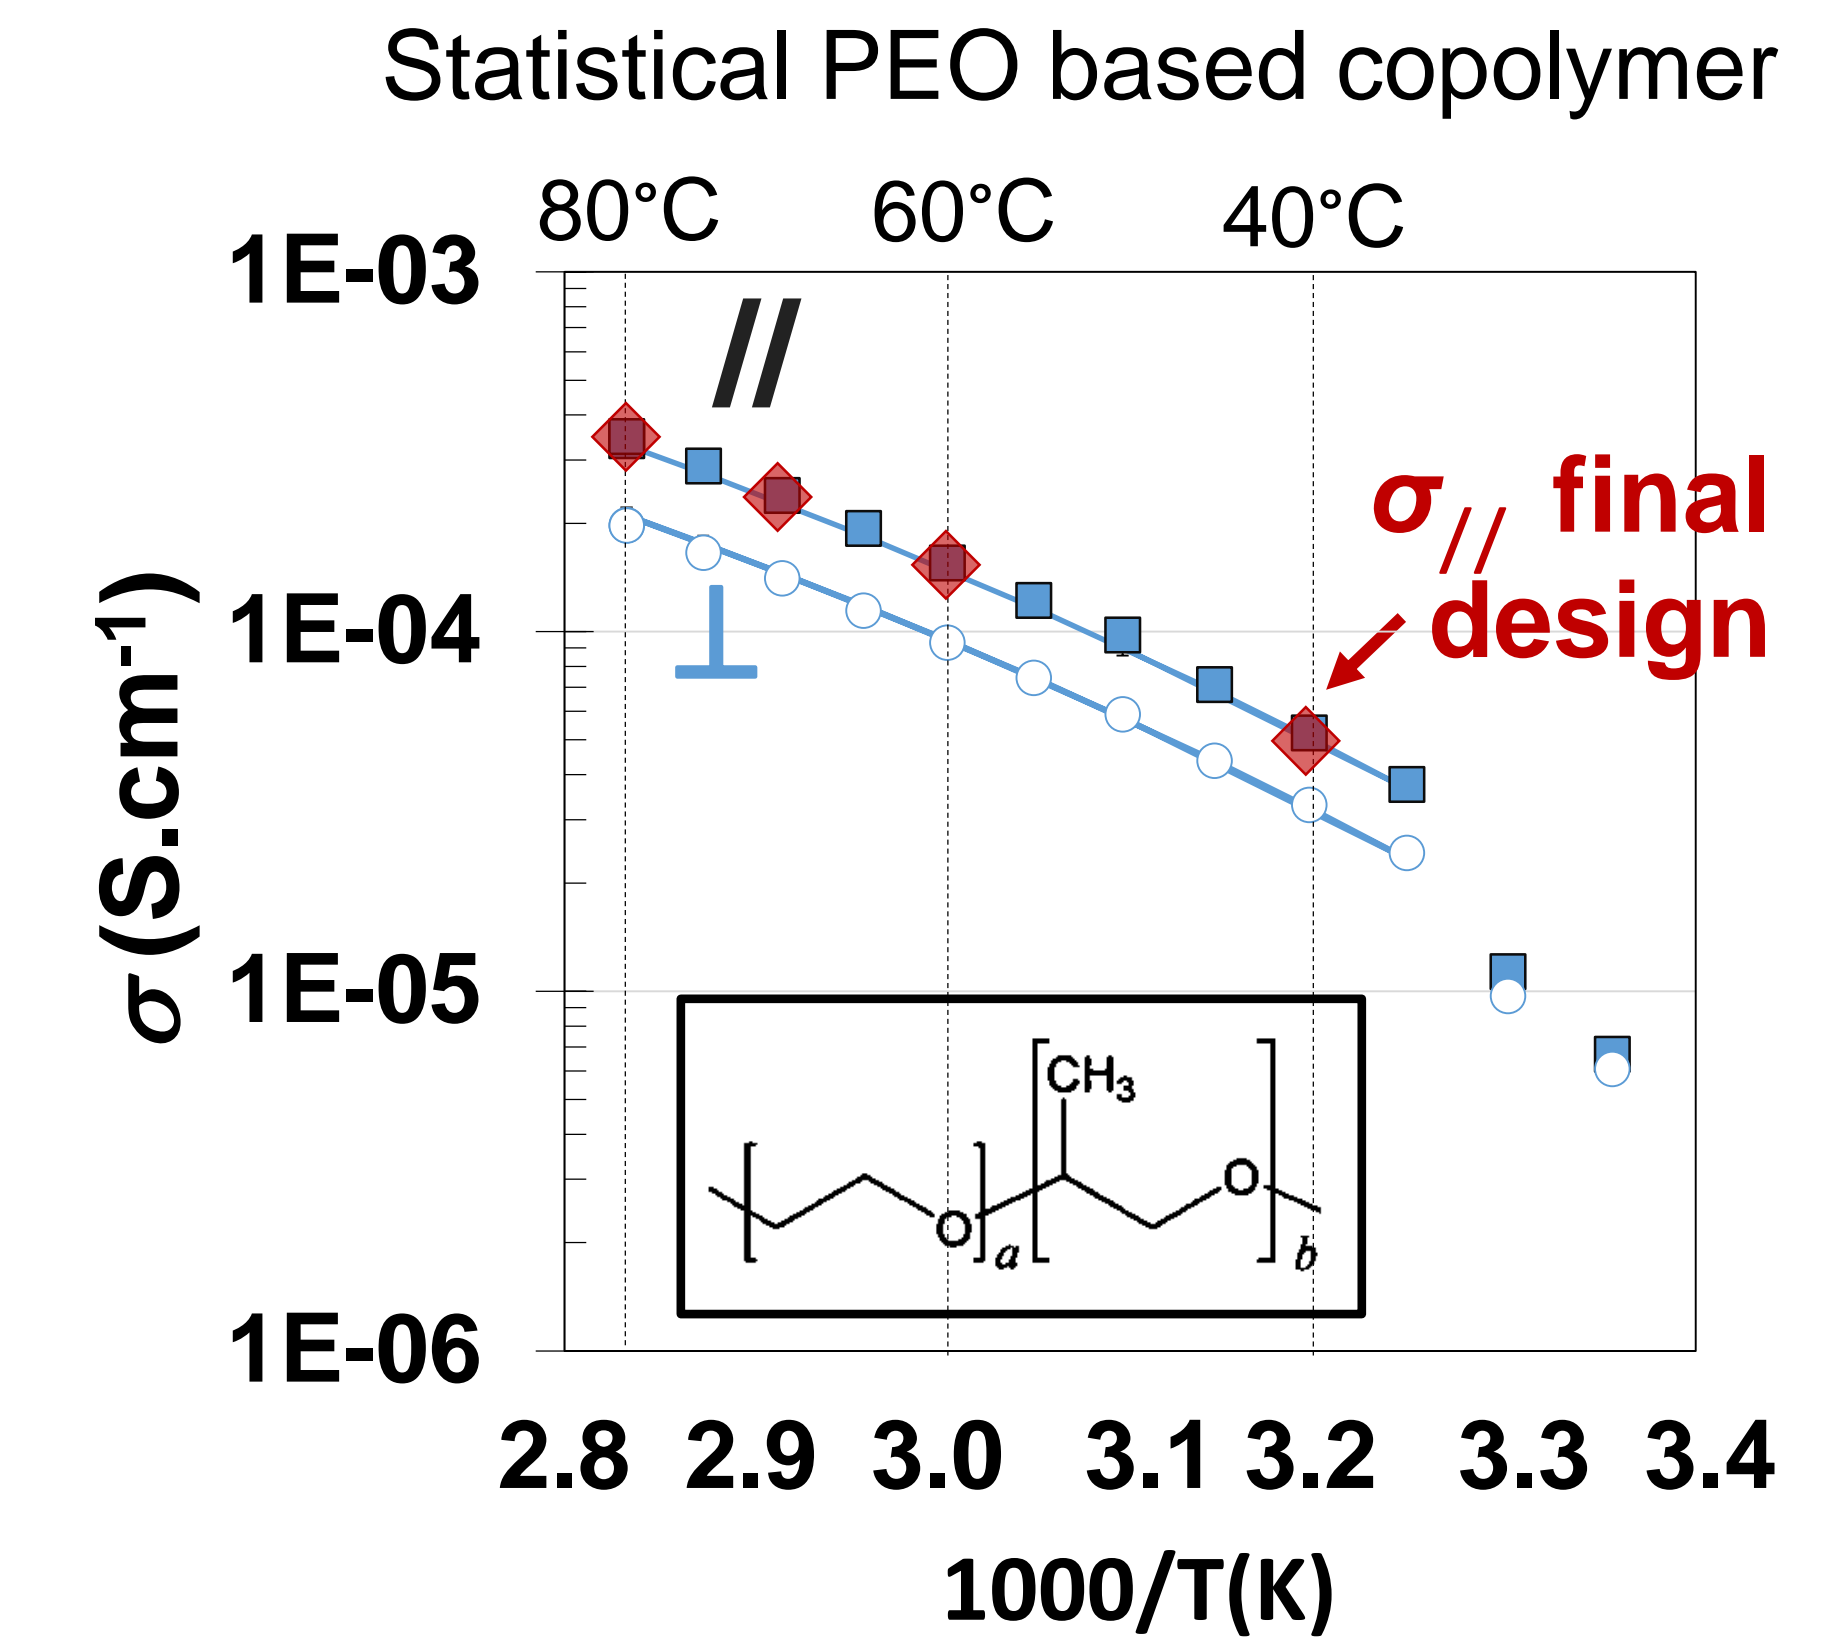 Statistical PEO based copolymer
80°C 60°C 40°C
1E-03
//
σ// final
design
1E-04
⊥
σ (S.cm-1)
1E-05
CH3
O
O
a
b
1E-06
2.8 2.9 3.0 3.1 3.2 3.3 3.4
1000/T(K)